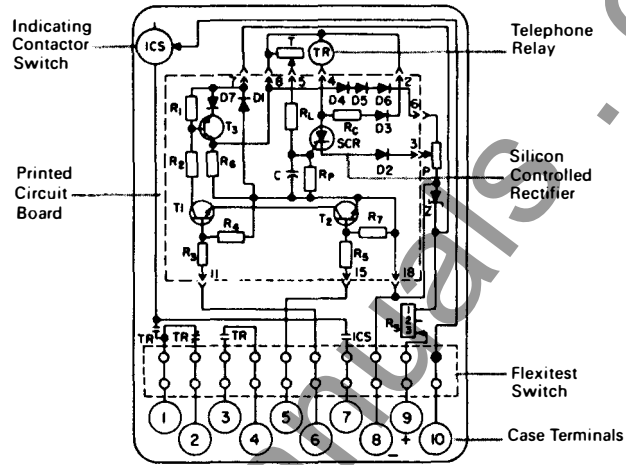 Indicating
Contactor
Switch
ICS
Telephone
Relay
T
TR
7 8 5 4 2
D7 D1
D4 D5 D6
6
R1
T3
RL
RC
D3
SCR
3
D2
P
Silicon
Controlled
Rectifier
R2
R6
C
RP
Z
Printed
Circuit
Board
T1
R4
T2
R7
R3
R5
11 15 18
RS
1
2
3
TR TR TR ICS
Flexitest
Switch
1 3 5 7 9
2 4 6 8 - + 10
Case Terminals
manuals.